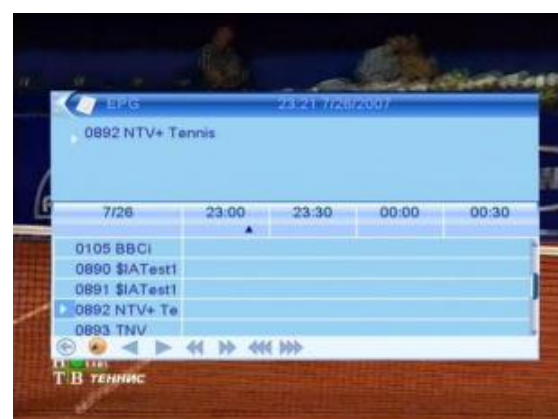 EPG 23:21 7/26/2007
0892 NTV+ Tennis
7/26 23:00 23:30 00:00 00:30
0105 BBCi
0890 $IATest1
0891 $IATest1
0892 NTV+ Te
0893 TNV
ТВ ТЕННИС